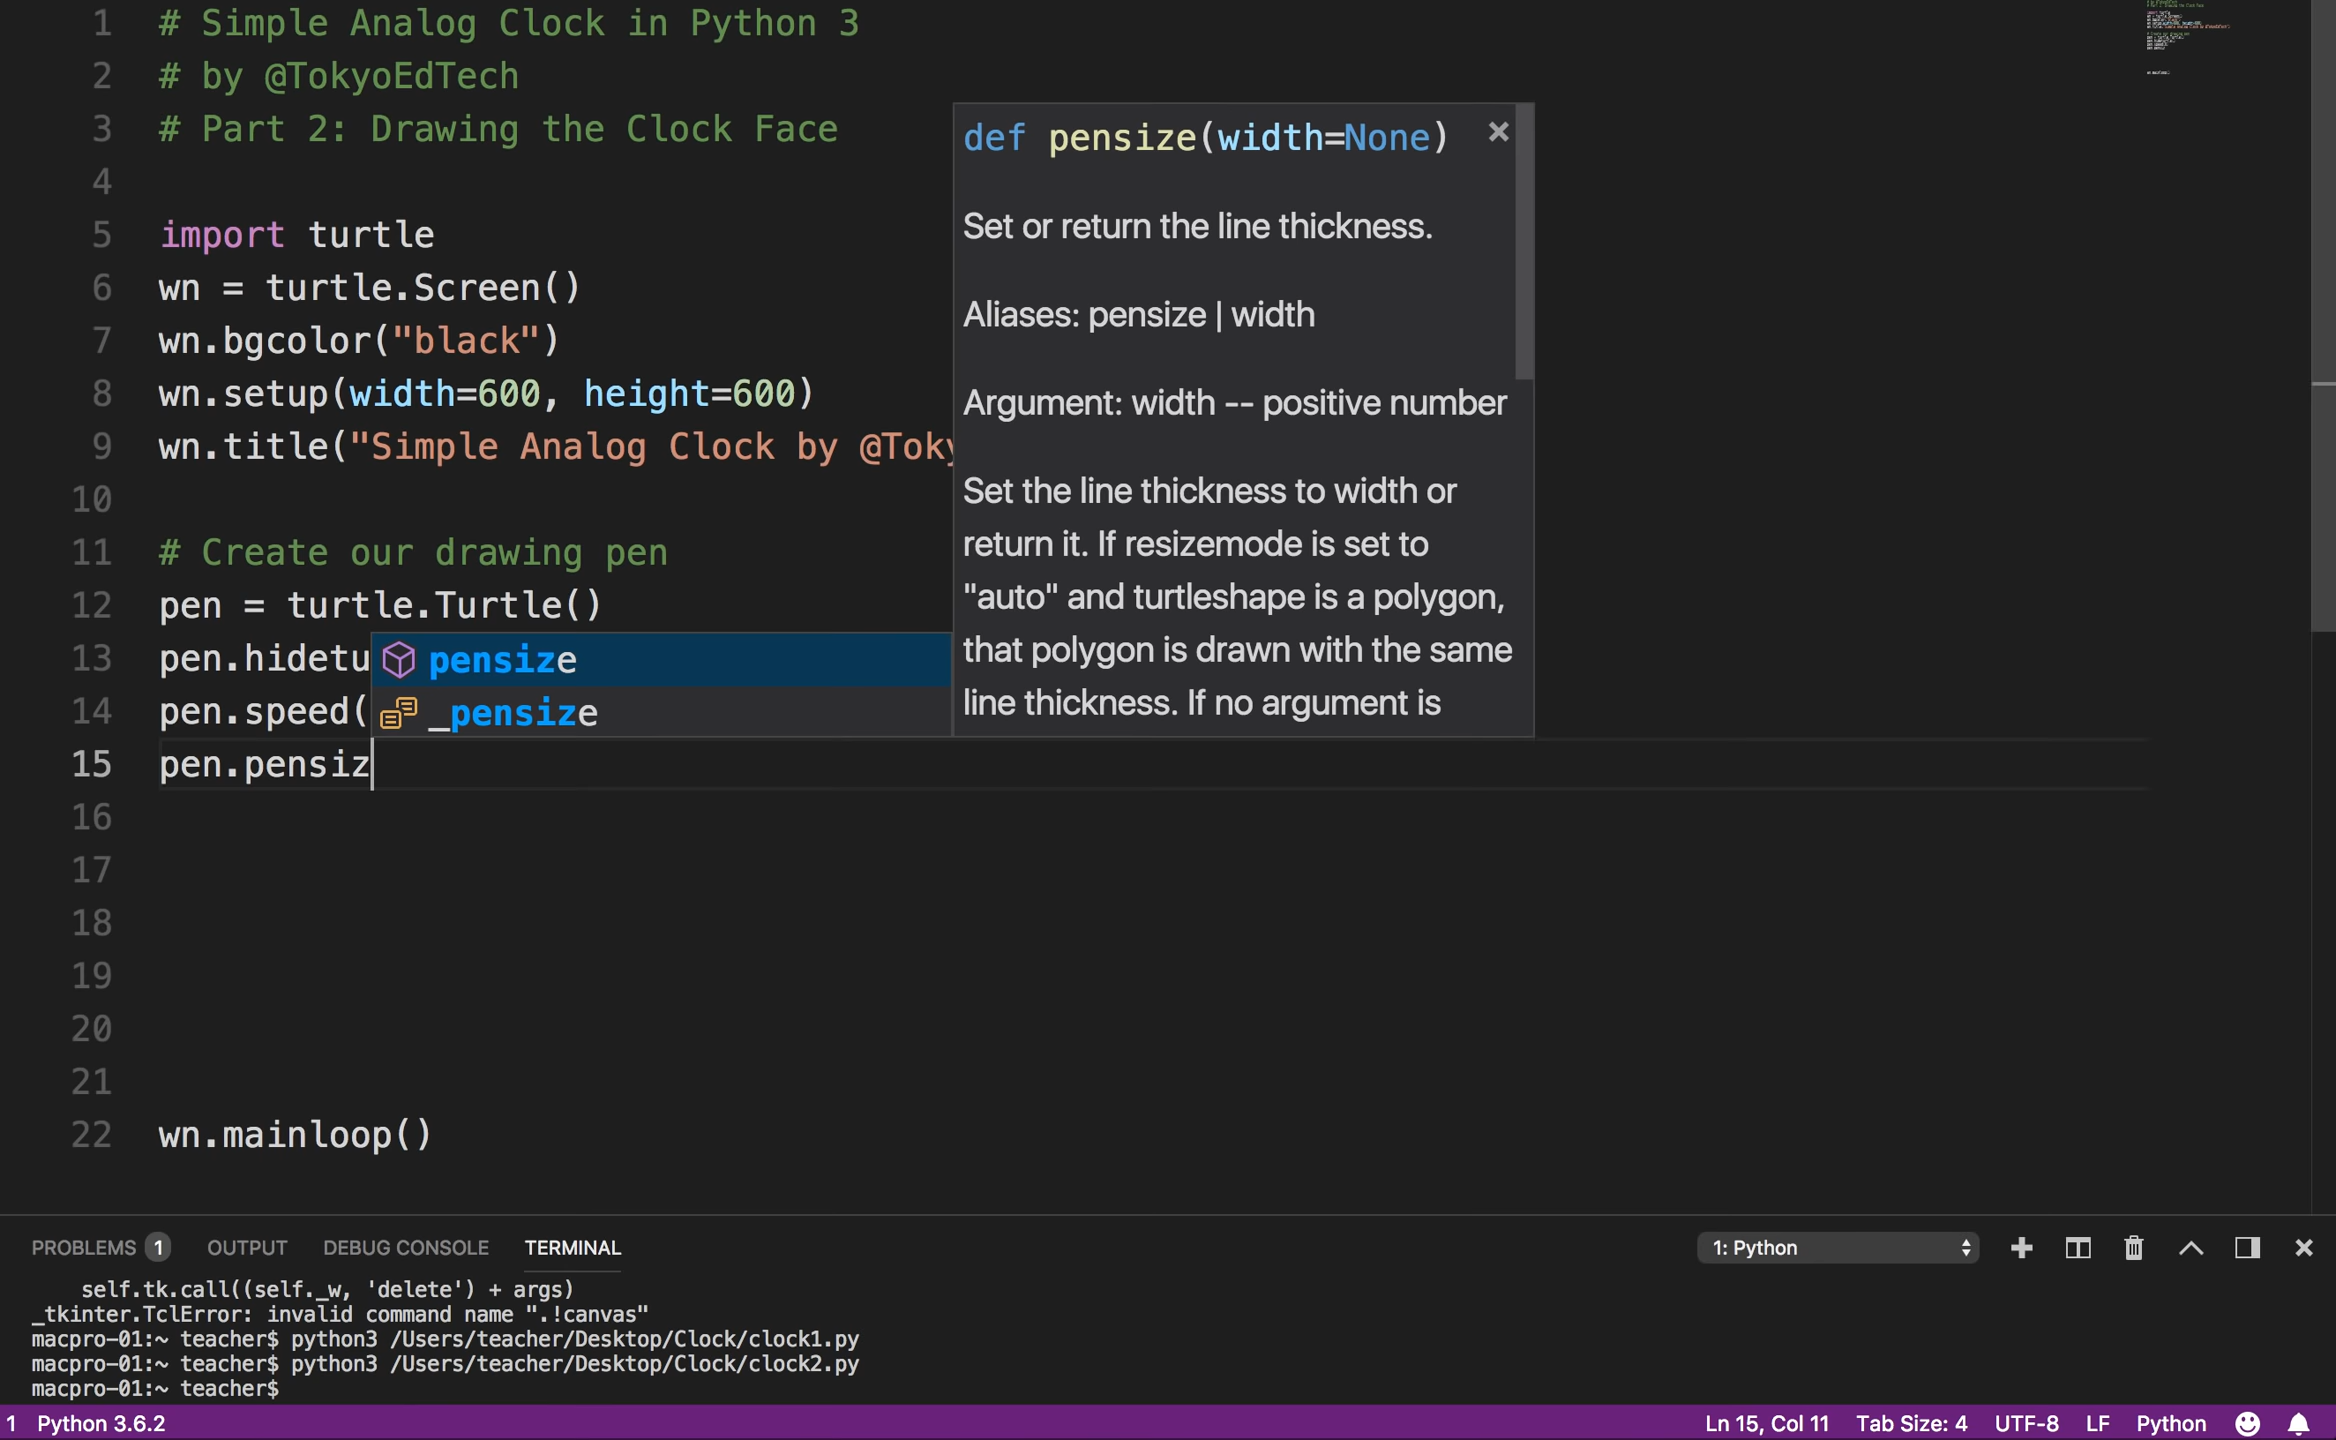 1 # Simple Analog Clock in Python 3
2 # by @TokyoEdTech
3 # Part 2: Drawing the Clock Face
4
5 import turtle
6 wn = turtle.Screen()
7 wn.bgcolor("black")
8 wn.setup(width=600, height=600)
9 wn.title("Simple Analog Clock by @Toky
10
11 # Create our drawing pen
12 pen = turtle.Turtle()
13 pen.hidetu
14 pen.speed(
15 pen.pensiz
16
17
18
19
20
21
22 wn.mainloop()
pensize
_pensize
def pensize(width=None)
Set or return the line thickness.
Aliases: pensize | width
Argument: width -- positive number
Set the line thickness to width or
return it. If resizemode is set to
"auto" and turtleshape is a polygon,
that polygon is drawn with the same
line thickness. If no argument is
PROBLEMS 1 OUTPUT DEBUG CONSOLE TERMINAL 1: Python
self.tk.call((self._w, 'delete') + args)
_tkinter.TclError: invalid command name ".!canvas"
macpro-01:~ teacher$ python3 /Users/teacher/Desktop/Clock/clock1.py
macpro-01:~ teacher$ python3 /Users/teacher/Desktop/Clock/clock2.py
macpro-01:~ teacher$
1 Python 3.6.2 Ln 15, Col 11 Tab Size: 4 UTF-8 LF Python